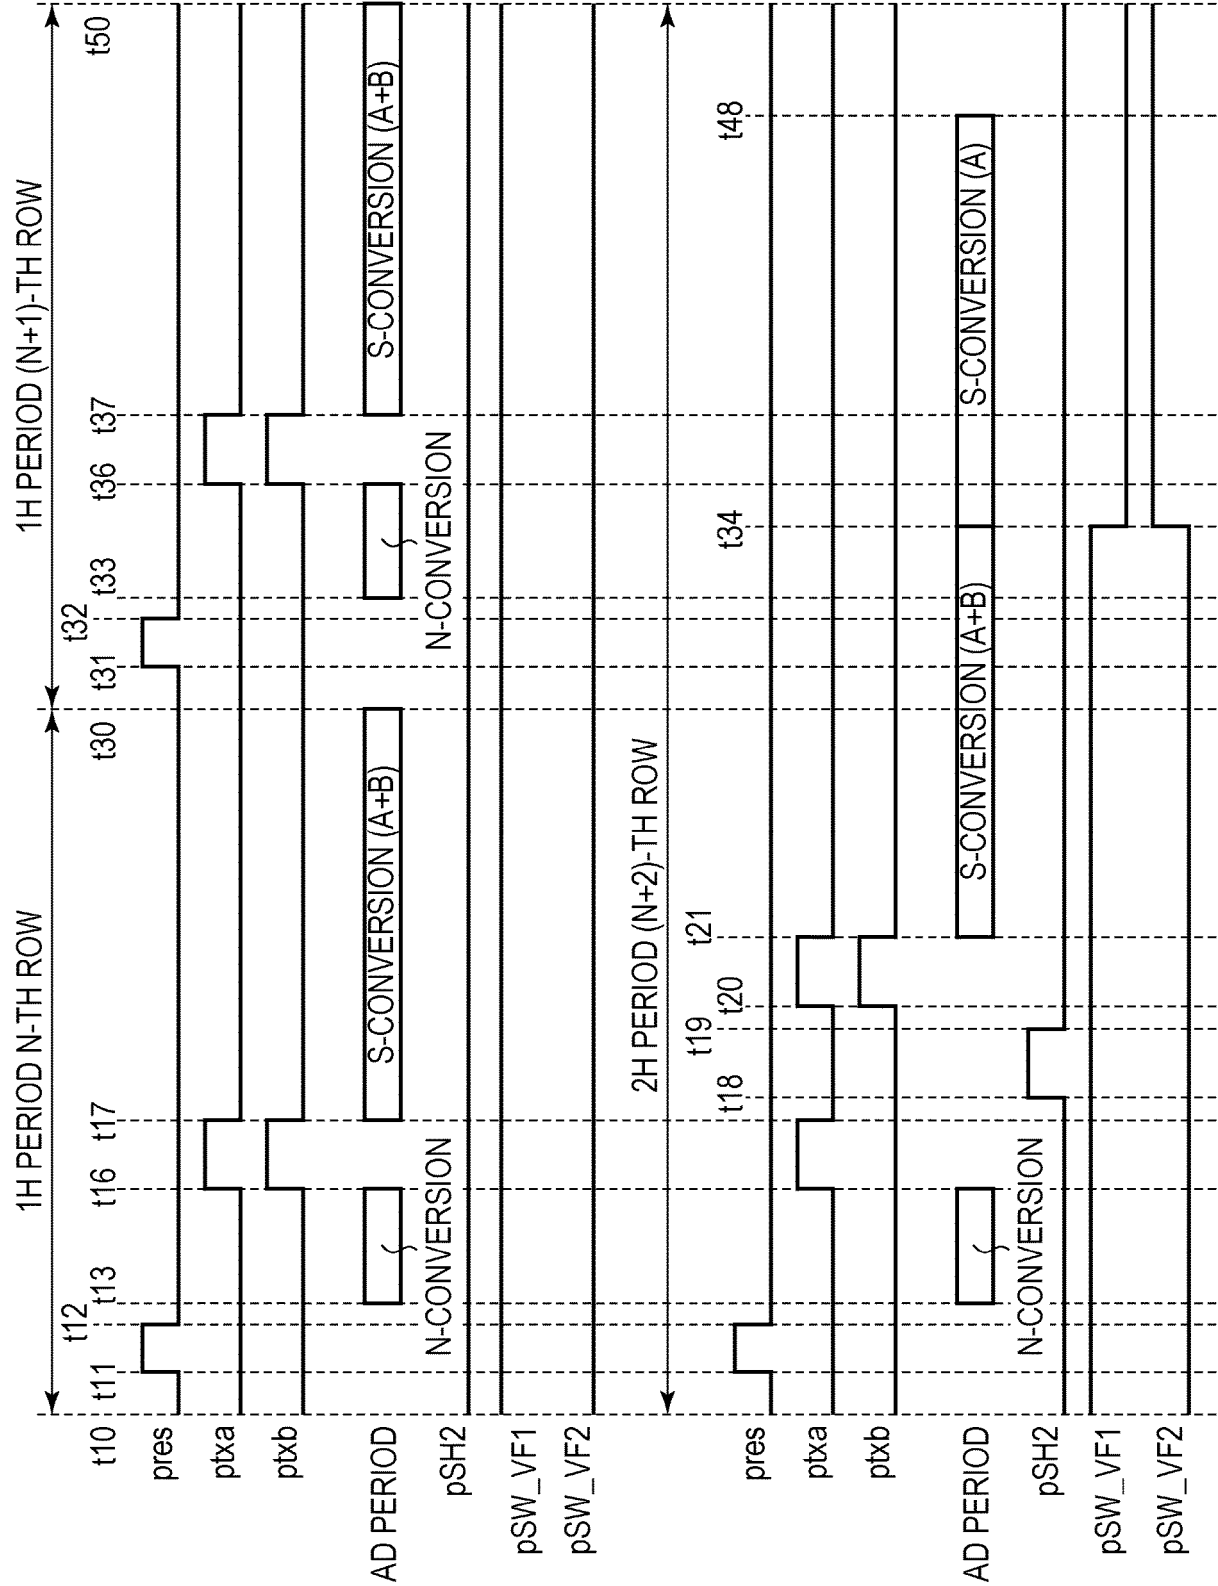 1H PERIOD N-TH ROW
1H PERIOD (N+1)-TH ROW
t10 t11 t12 t13 t16 t17 t30 t31 t32 t33 t36 t37 t50
pres
ptxa
ptxb
AD PERIOD
S-CONVERSION (A+B)
S-CONVERSION (A+B)
N-CONVERSION
N-CONVERSION
pSH2
pSW_VF1
pSW_VF2
2H PERIOD (N+2)-TH ROW
t18 t19 t20 t21 t34 t48
pres
ptxa
ptxb
AD PERIOD
S-CONVERSION (A+B)
S-CONVERSION (A)
N-CONVERSION
pSH2
pSW_VF1
pSW_VF2